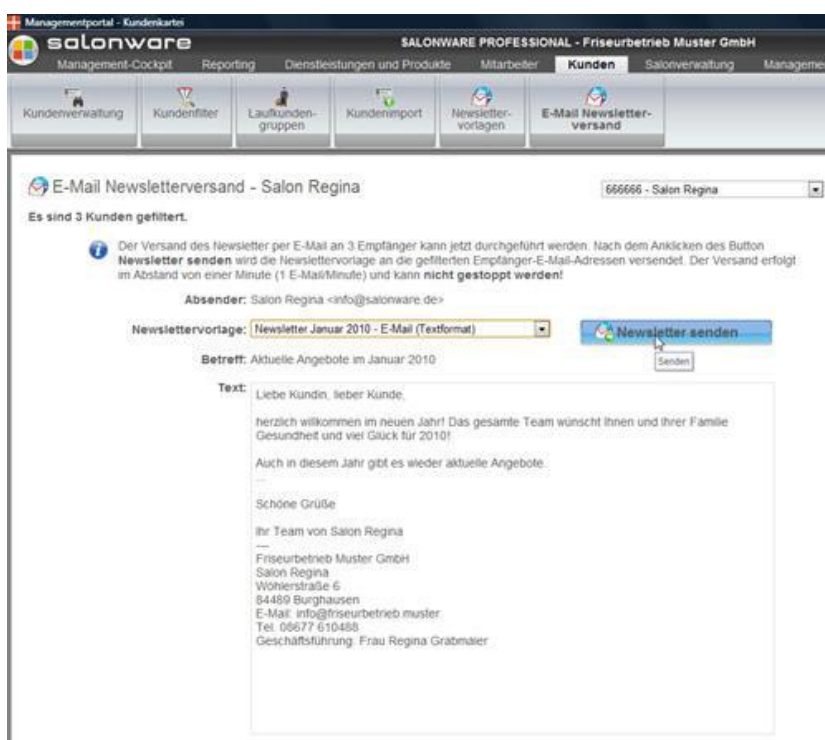 Managementportal - Kundenkartei
salonware
SALONWARE PROFESSIONAL - Friseurbetrieb Muster GmbH
Management-Cockpit Reporting Dienstleistungen und Produkte Mitarbeiter Kunden Salonverwaltung Manageme
Kundenverwaltung Kundenfilter Laufkunden- Kundenimport Newsletter- E-Mail Newsletter-
gruppen vorlagen versand
E-Mail Newsletterversand - Salon Regina
666666 - Salon Regina
Es sind 3 Kunden gefiltert.
Der Versand des Newsletter per E-Mail an 3 Empfänger kann jetzt durchgeführt werden. Nach dem Anklicken des Button
Newsletter senden wird die Newslettervorlage an die gefilterten Empfänger-E-Mail-Adressen versendet. Der Versand erfolgt
im Abstand von einer Minute (1 E-Mail/Minute) und kann nicht gestoppt werden!
Absender: Salon Regina <info@salonware.de>
Newslettervorlage: Newsletter Januar 2010 - E-Mail (Textformat)
Newsletter senden
Betreff: Aktuelle Angebote im Januar 2010
Senden
Text:
Liebe Kundin, lieber Kunde,
herzlich willkommen im neuen Jahr! Das gesamte Team wünscht Ihnen und Ihrer Familie
Gesundheit und viel Glück für 2010!
Auch in diesem Jahr gibt es wieder aktuelle Angebote.
...
Schöne Grüße
Ihr Team von Salon Regina
---
Friseurbetrieb Muster GmbH
Salon Regina
Wöhlerstraße 6
84489 Burghausen
E-Mail: info@friseurbetrieb.muster
Tel. 08677 610488
Geschäftsführung: Frau Regina Grabmaier